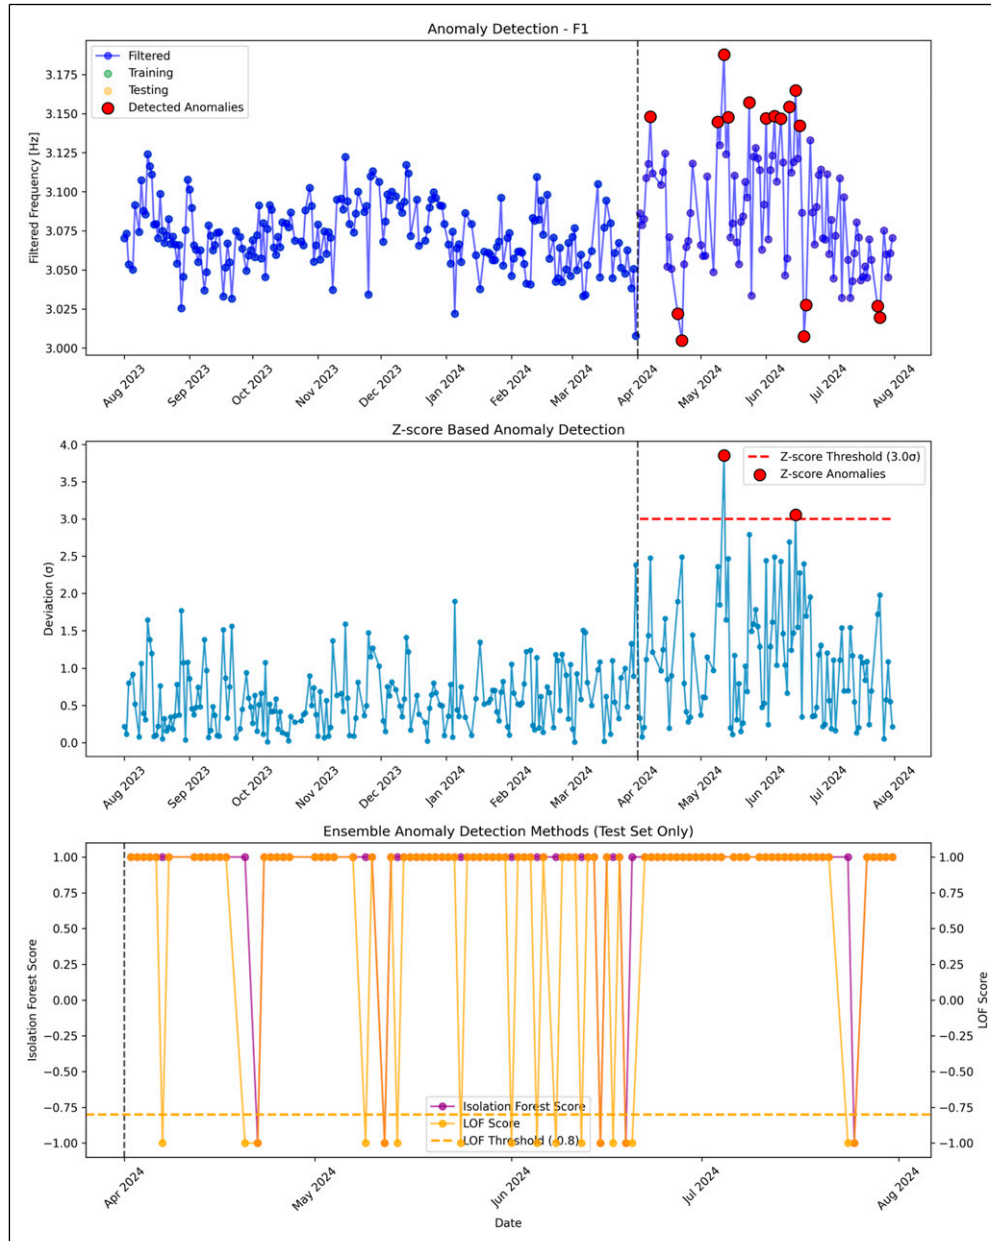 Anomaly Detection - F1
Filtered
Training
Testing
Detected Anomalies
Filtered Frequency [Hz]
3.175
3.150
3.125
3.100
3.075
3.050
3.025
3.000
Aug 2023
Sep 2023
Oct 2023
Nov 2023
Dec 2023
Jan 2024
Feb 2024
Mar 2024
Apr 2024
May 2024
Jun 2024
Jul 2024
Aug 2024
Z-score Based Anomaly Detection
Z-score Threshold (3.0σ)
Z-score Anomalies
Deviation (σ)
4.0
3.5
3.0
2.5
2.0
1.5
1.0
0.5
0.0
Aug 2023
Sep 2023
Oct 2023
Nov 2023
Dec 2023
Jan 2024
Feb 2024
Mar 2024
Apr 2024
May 2024
Jun 2024
Jul 2024
Aug 2024
Ensemble Anomaly Detection Methods (Test Set Only)
Isolation Forest Score
1.00
0.75
0.50
0.25
0.00
−0.25
−0.50
−0.75
−1.00
Isolation Forest Score
LOF Score
LOF Threshold (-0.8)
1.00
0.75
0.50
0.25
0.00
−0.25
−0.50
−0.75
−1.00
LOF Score
Apr 2024
May 2024
Jun 2024
Jul 2024
Aug 2024
Date